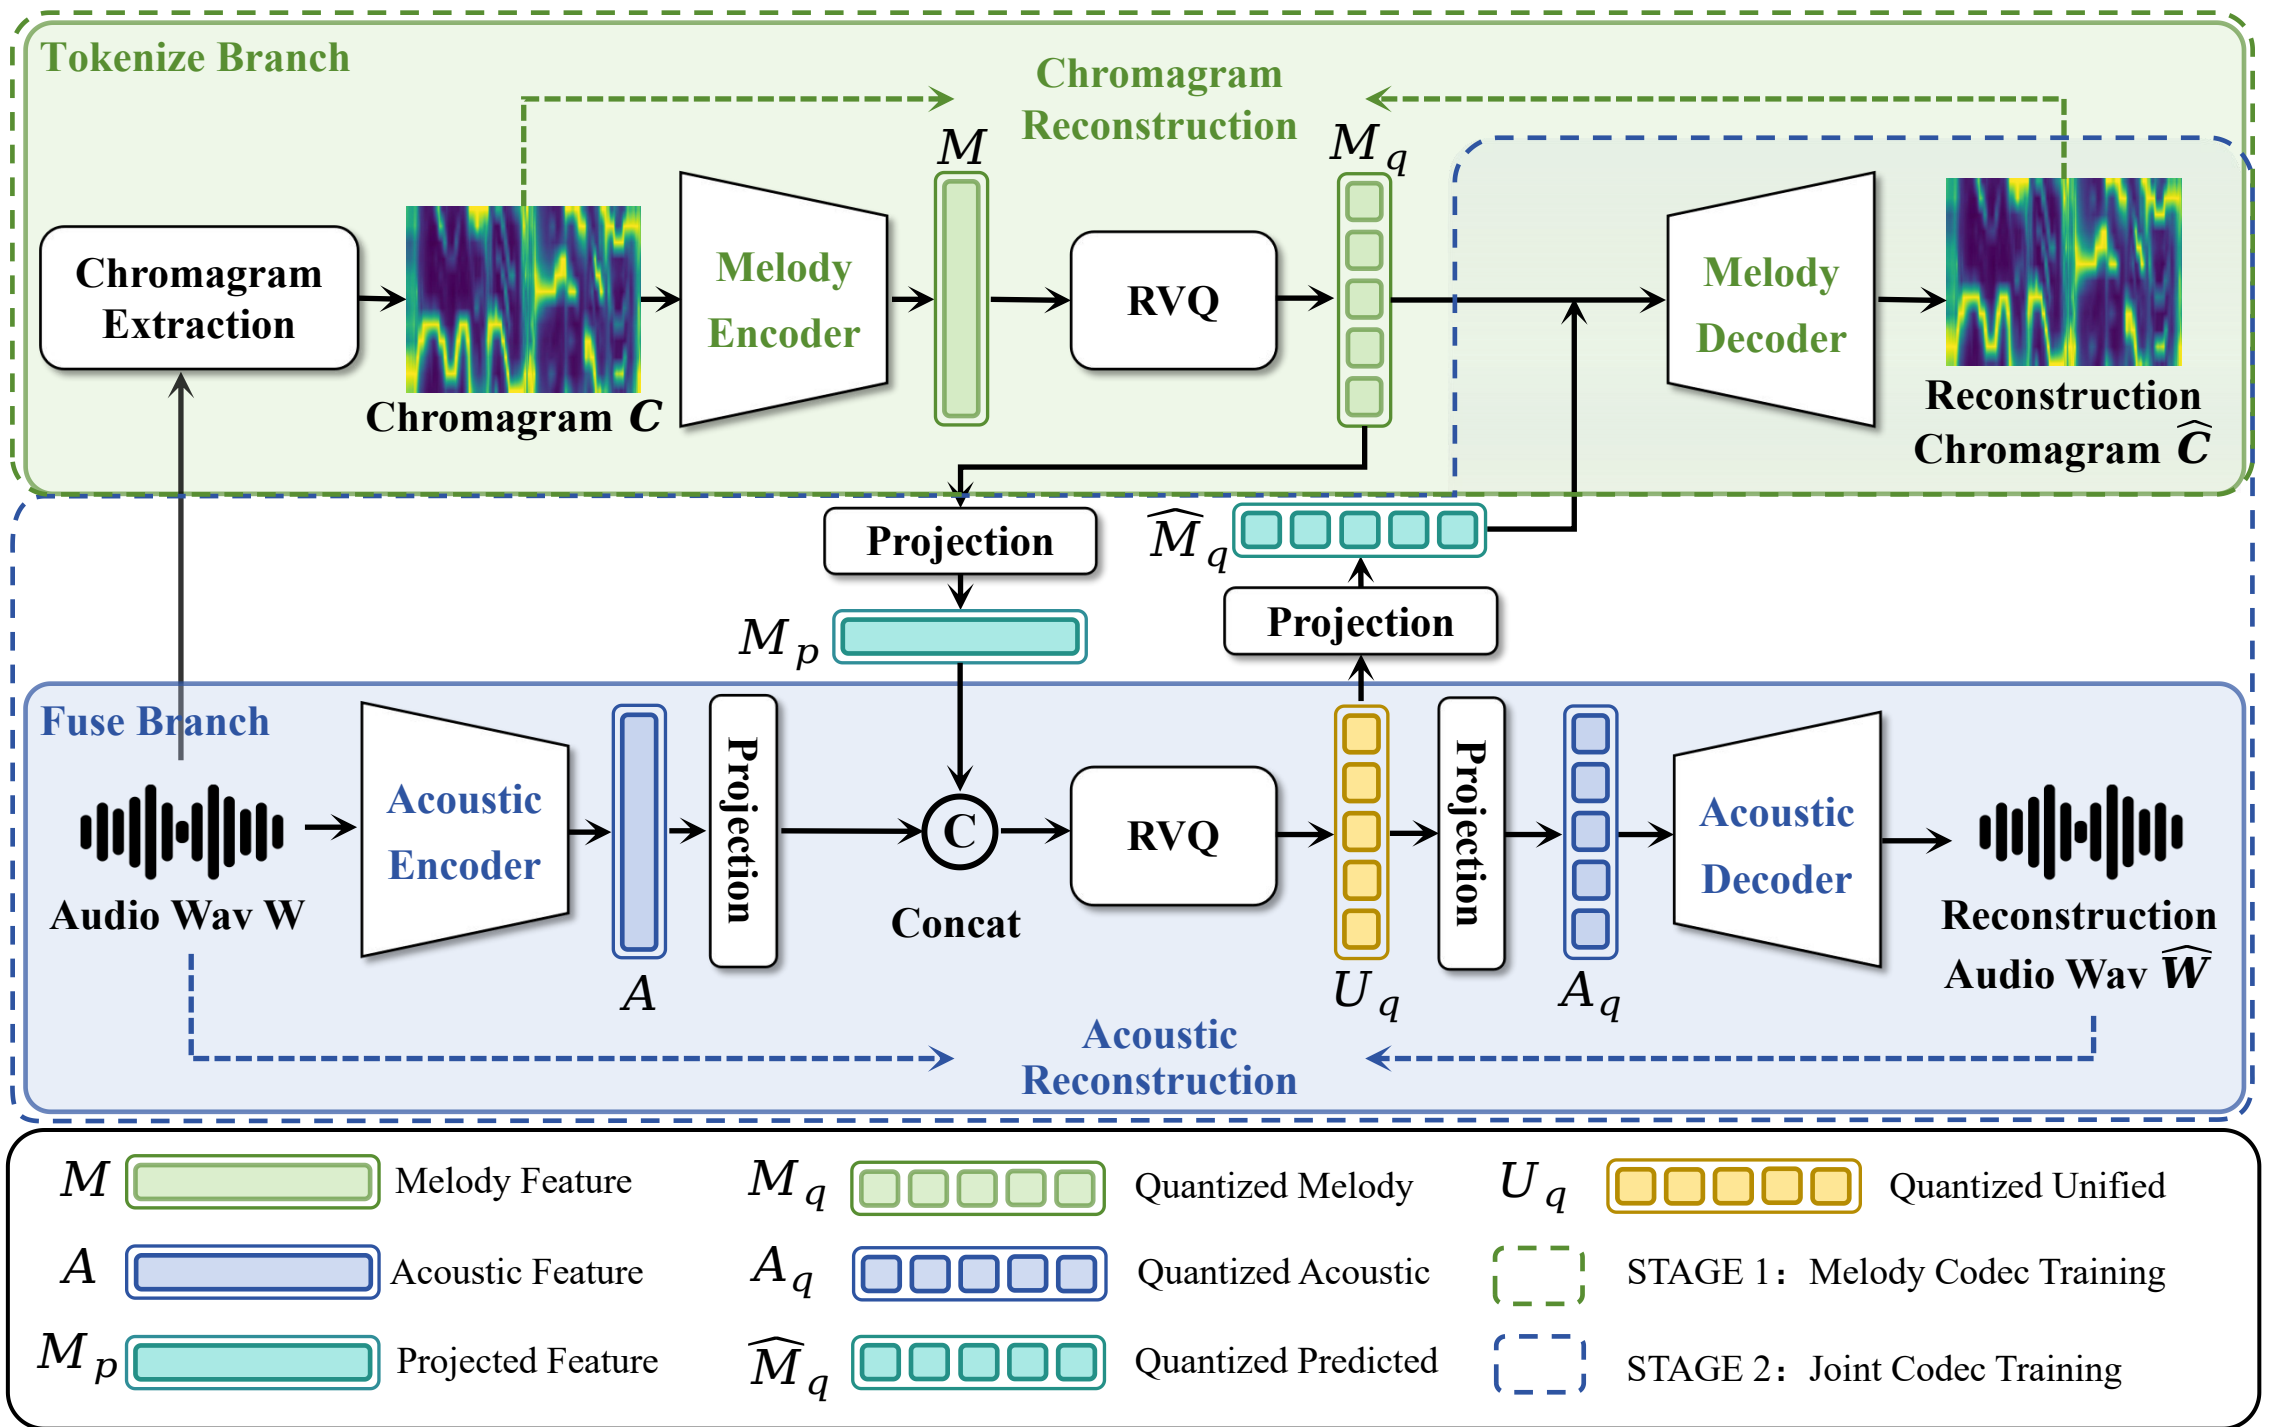 Tokenize Branch
Chromagram
Reconstruction
M
M q
Chromagram
Extraction
Chromagram C
Melody
Encoder
RVQ
Melody
Decoder
Reconstruction
Chromagram Ĉ
Projection
M̂ q
M p
Projection
Fuse Branch
Audio Wav W
Acoustic
Encoder
A
Projection
C
Concat
RVQ
U q
Projection
A q
Acoustic
Decoder
Reconstruction
Audio Wav Ŵ
Acoustic
Reconstruction
M Melody Feature
M q Quantized Melody
U q Quantized Unified
A Acoustic Feature
A q Quantized Acoustic
STAGE 1：Melody Codec Training
M p Projected Feature
M̂ q Quantized Predicted
STAGE 2：Joint Codec Training